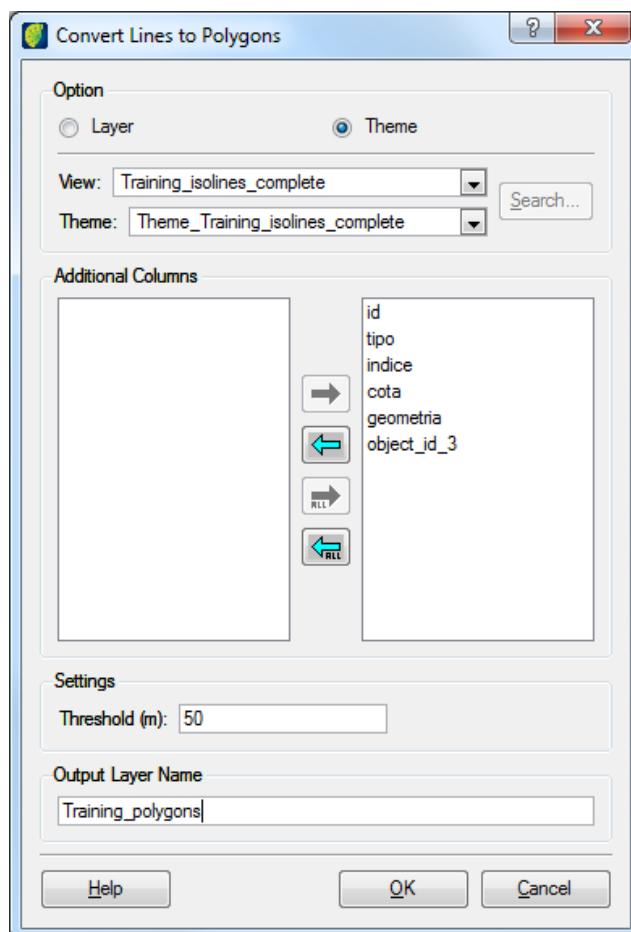 Convert Lines to Polygons
Option
Layer Theme
View: Training_isolines_complete
Search...
Theme: Theme_Training_isolines_complete
Additional Columns
id
tipo
indice
cota
geometria
object_id_3
ALL
ALL
Settings
Threshold (m): 50
Output Layer Name
Training_polygons
Help OK Cancel